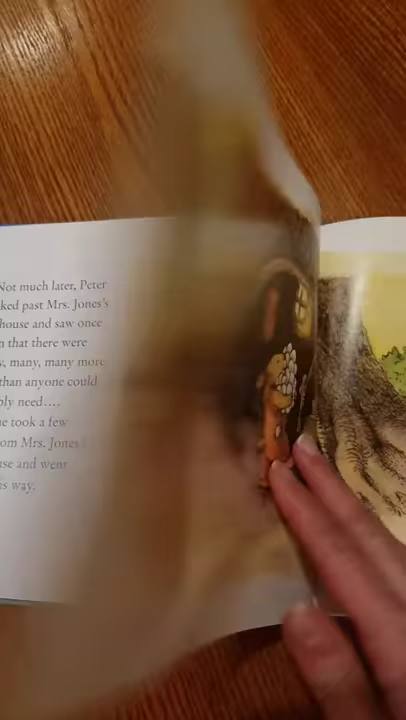 Not much later, Peter
ked past Mrs. Jones's
house and saw once
n that there were
y, many, many more
than anyone could
bly need....
e took a few
om Mrs. Jones
se and went
s way.